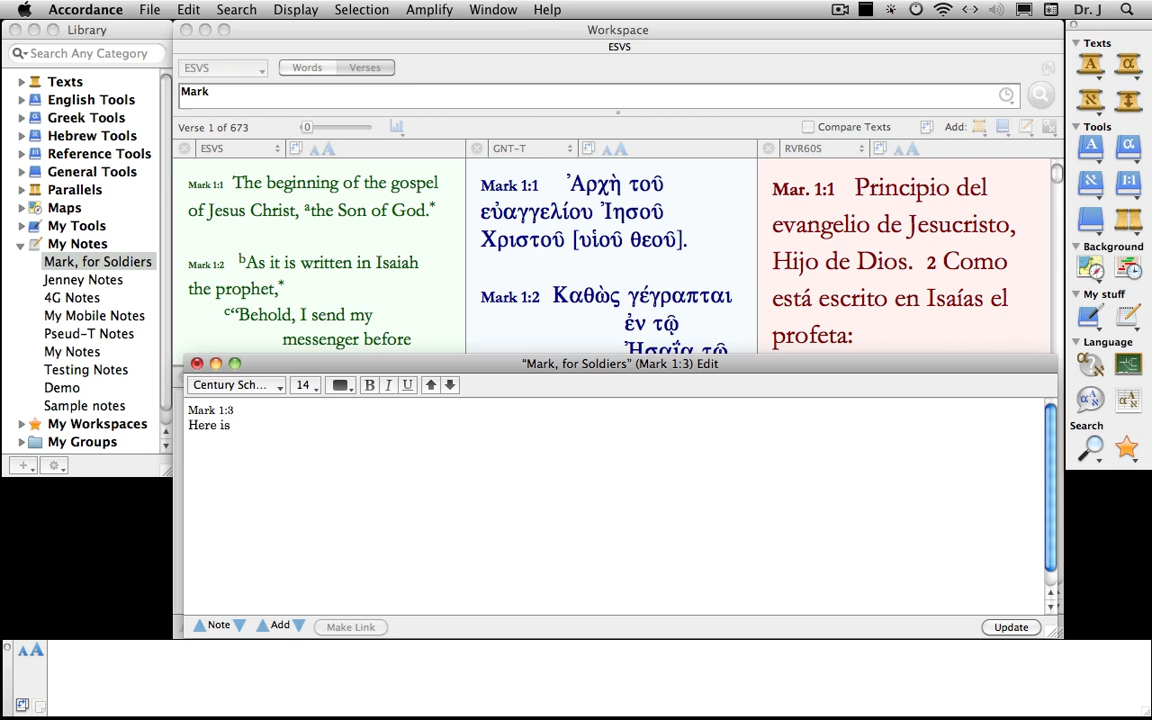 Accordance File Edit Search Display Selection Amplify Window Help Dr. J
Library
Search Any Category
Texts
English Tools
Greek Tools
Hebrew Tools
Reference Tools
General Tools
Parallels
Maps
My Tools
My Notes
Mark, for Soldiers
Jenney Notes
4G Notes
My Mobile Notes
Pseud-T Notes
My Notes
Testing Notes
Demo
Sample notes
My Workspaces
My Groups
Workspace
ESVS
ESVS Words Verses
Mark
Verse 1 of 673 0 Compare Texts Add:
ESVS
Mark 1:1 The beginning of the gospel
of Jesus Christ, ᵃthe Son of God.*
Mark 1:2 ᵇAs it is written in Isaiah
the prophet,*
ᶜ“Behold, I send my
messenger before
GNT-T
Mark 1:1 Ἀρχὴ τοῦ
εὐαγγελίου Ἰησοῦ
Χριστοῦ [υἱοῦ θεοῦ].
Mark 1:2 Καθὼς γέγραπται
ἐν τῷ
Ἠσαΐᾳ τῷ
RVR60S
Mar. 1:1 Principio del
evangelio de Jesucristo,
Hijo de Dios. 2 Como
está escrito en Isaías el
profeta:
“Mark, for Soldiers” (Mark 1:3) Edit
Century Sch... 14 B I U
Mark 1:3
Here is
Note Add Make Link Update
Texts
A α
א
Tools
A α
א 1:1
Background
My stuff
Language
Search